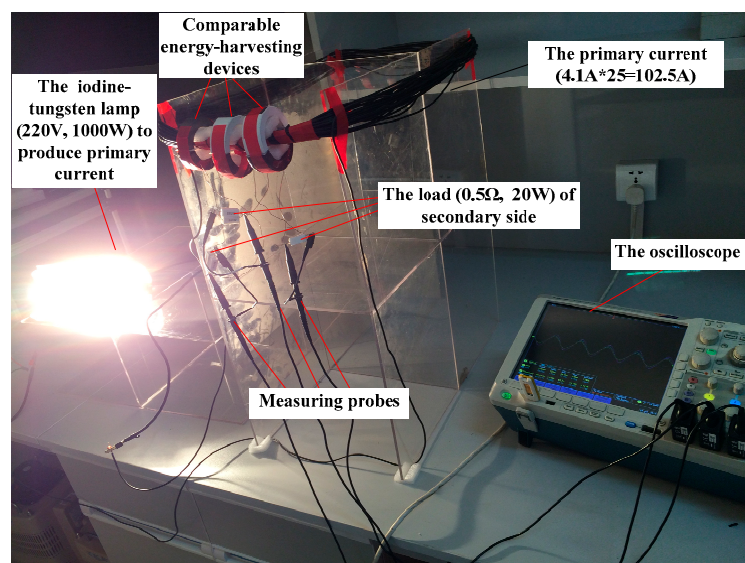 Comparable
energy-harvesting
devices
The primary current
(4.1A*25=102.5A)
The iodine-
tungsten lamp
(220V, 1000W) to
produce primary
current
The load (0.5Ω, 20W) of
secondary side
The oscilloscope
Measuring probes